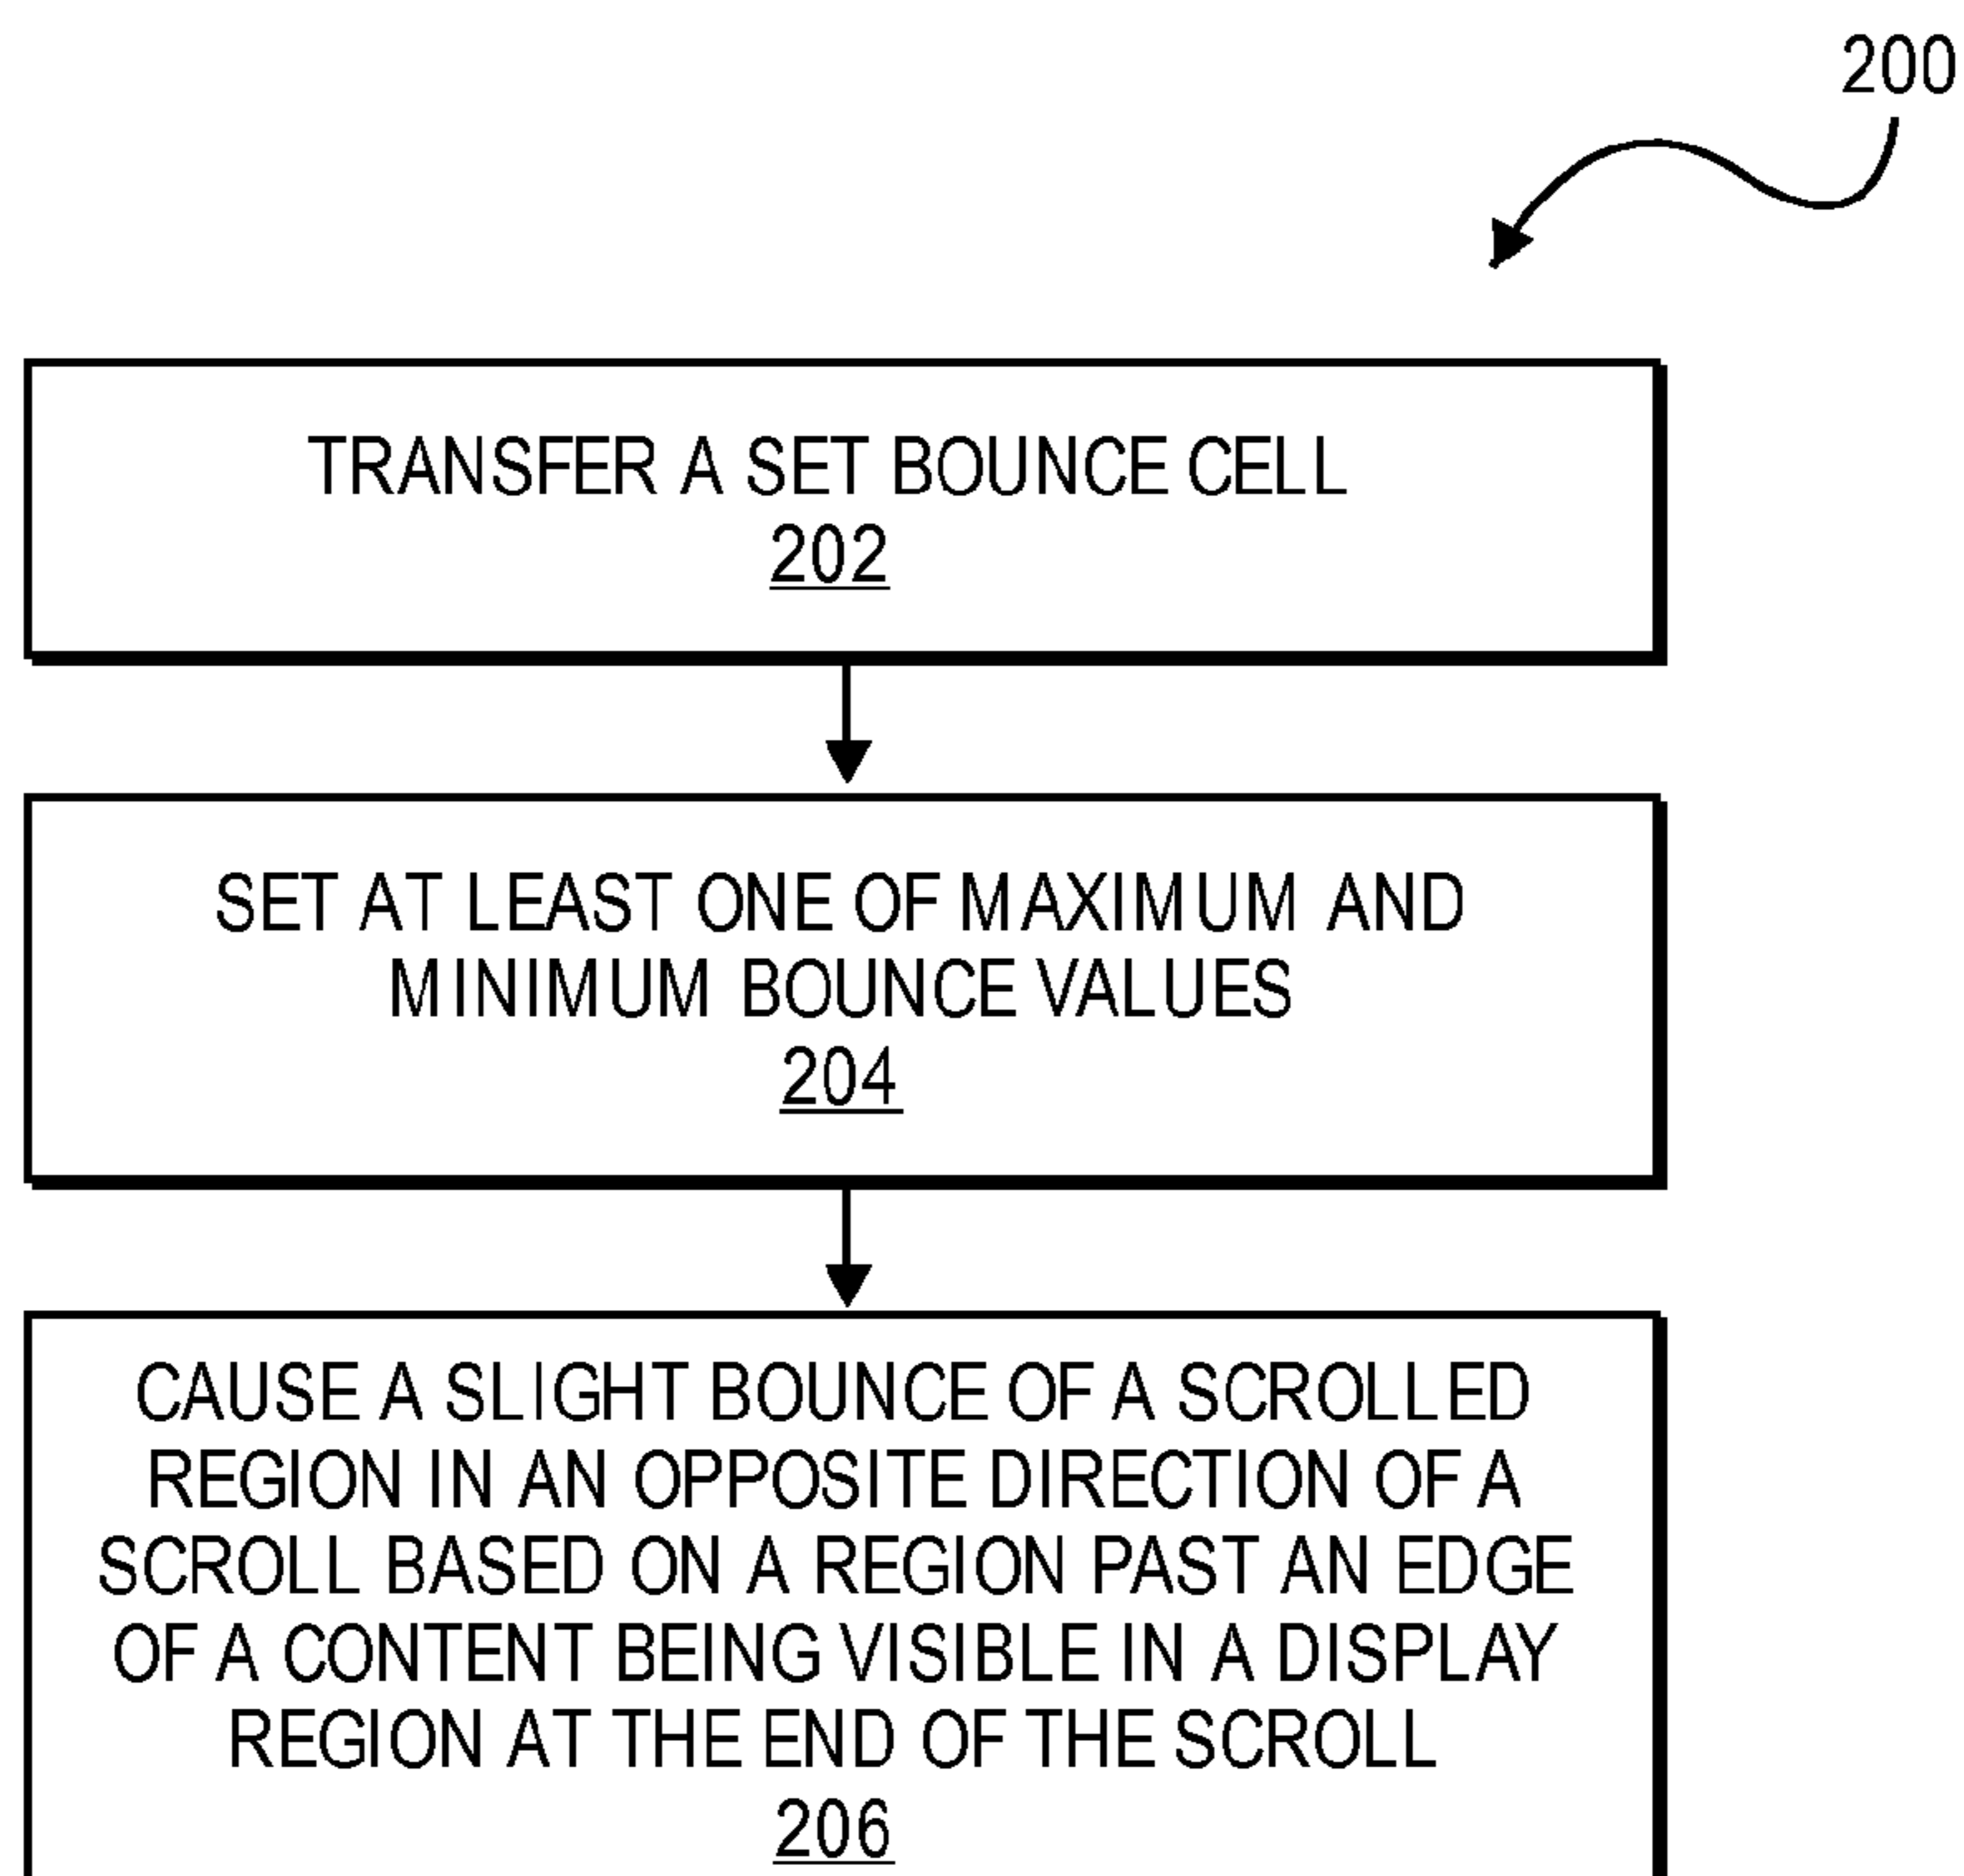 200
TRANSFER A SET BOUNCE CELL
202
SET AT LEAST ONE OF MAXIMUM AND
MINIMUM BOUNCE VALUES
204
CAUSE A SLIGHT BOUNCE OF A SCROLLED
REGION IN AN OPPOSITE DIRECTION OF A
SCROLL BASED ON A REGION PAST AN EDGE
OF A CONTENT BEING VISIBLE IN A DISPLAY
REGION AT THE END OF THE SCROLL
206